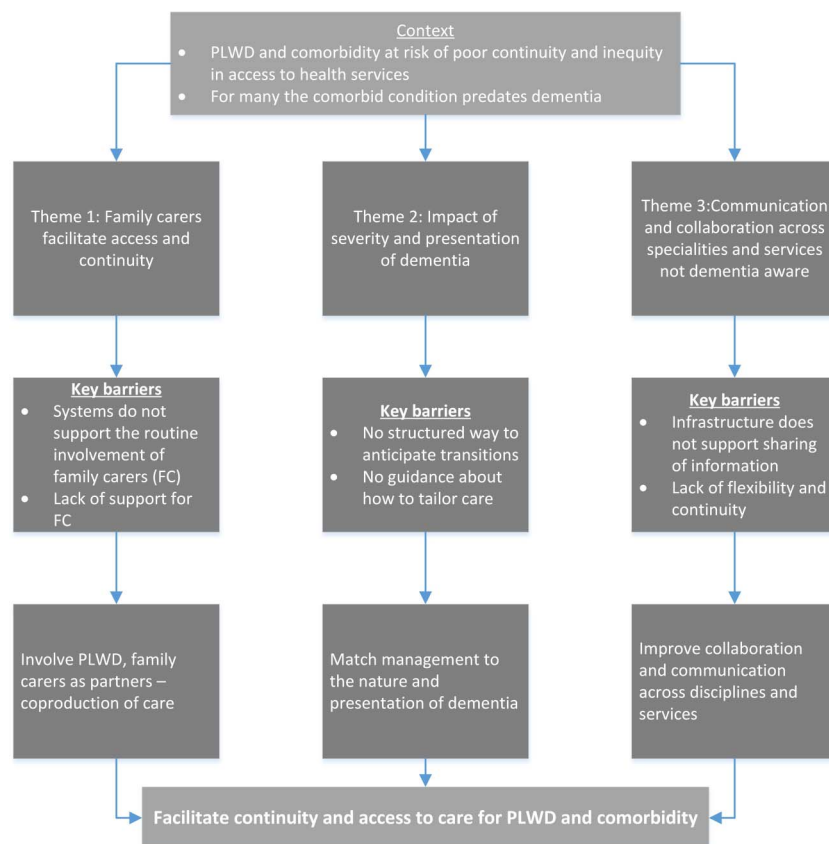 Context
• PLWD and comorbidity at risk of poor continuity and inequity
in access to health services
• For many the comorbid condition predates dementia
Theme 1: Family carers
facilitate access and
continuity
Theme 2: Impact of
severity and presentation
of dementia
Theme 3:Communication
and collaboration across
specialities and services
not dementia aware
Key barriers
• Systems do not
support the routine
involvement of
family carers (FC)
• Lack of support for
FC
Key barriers
• No structured way to
anticipate transitions
• No guidance about
how to tailor care
Key barriers
• Infrastructure does
not support sharing
of information
• Lack of flexibility and
continuity
Involve PLWD, family
carers as partners –
coproduction of care
Match management to
the nature and
presentation of dementia
Improve collaboration
and communication
across disciplines and
services
Facilitate continuity and access to care for PLWD and comorbidity